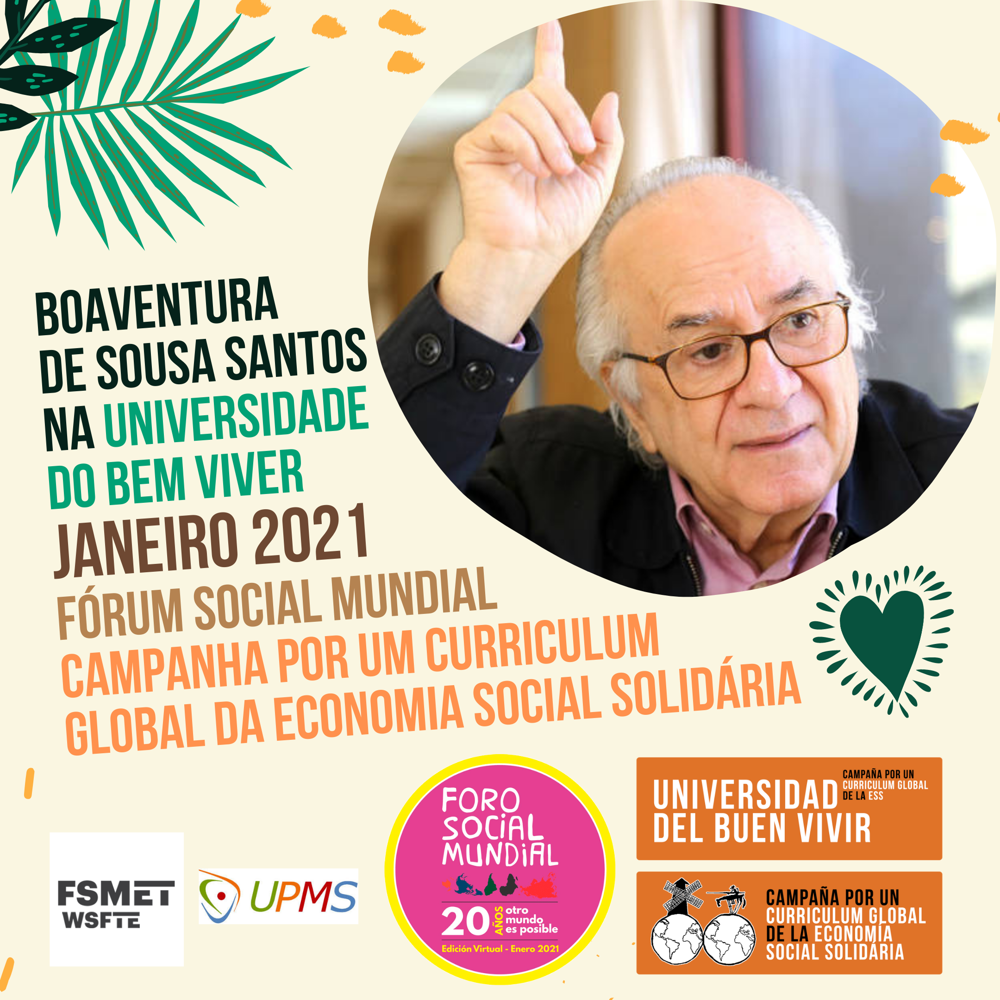 BOAVENTURA
DE SOUSA SANTOS
NA UNIVERSIDADE
DO BEM VIVER
JANEIRO 2021
FÓRUM SOCIAL MUNDIAL
CAMPANHA POR UM CURRICULUM
GLOBAL DA ECONOMIA SOCIAL SOLIDÁRIA
FSMET
WSFTE
UPMS
FORO
SOCIAL
MUNDIAL
20 AÑOS
otro
mundo
es posible
Edición Virtual - Enero 2021
UNIVERSIDAD
DEL BUEN VIVIR
CAMPAÑA POR UN
CURRICULUM GLOBAL
DE LA ESS
CAMPAÑA POR UN
CURRICULUM GLOBAL
DE LA ECONOMÍA
SOCIAL SOLIDÁRIA